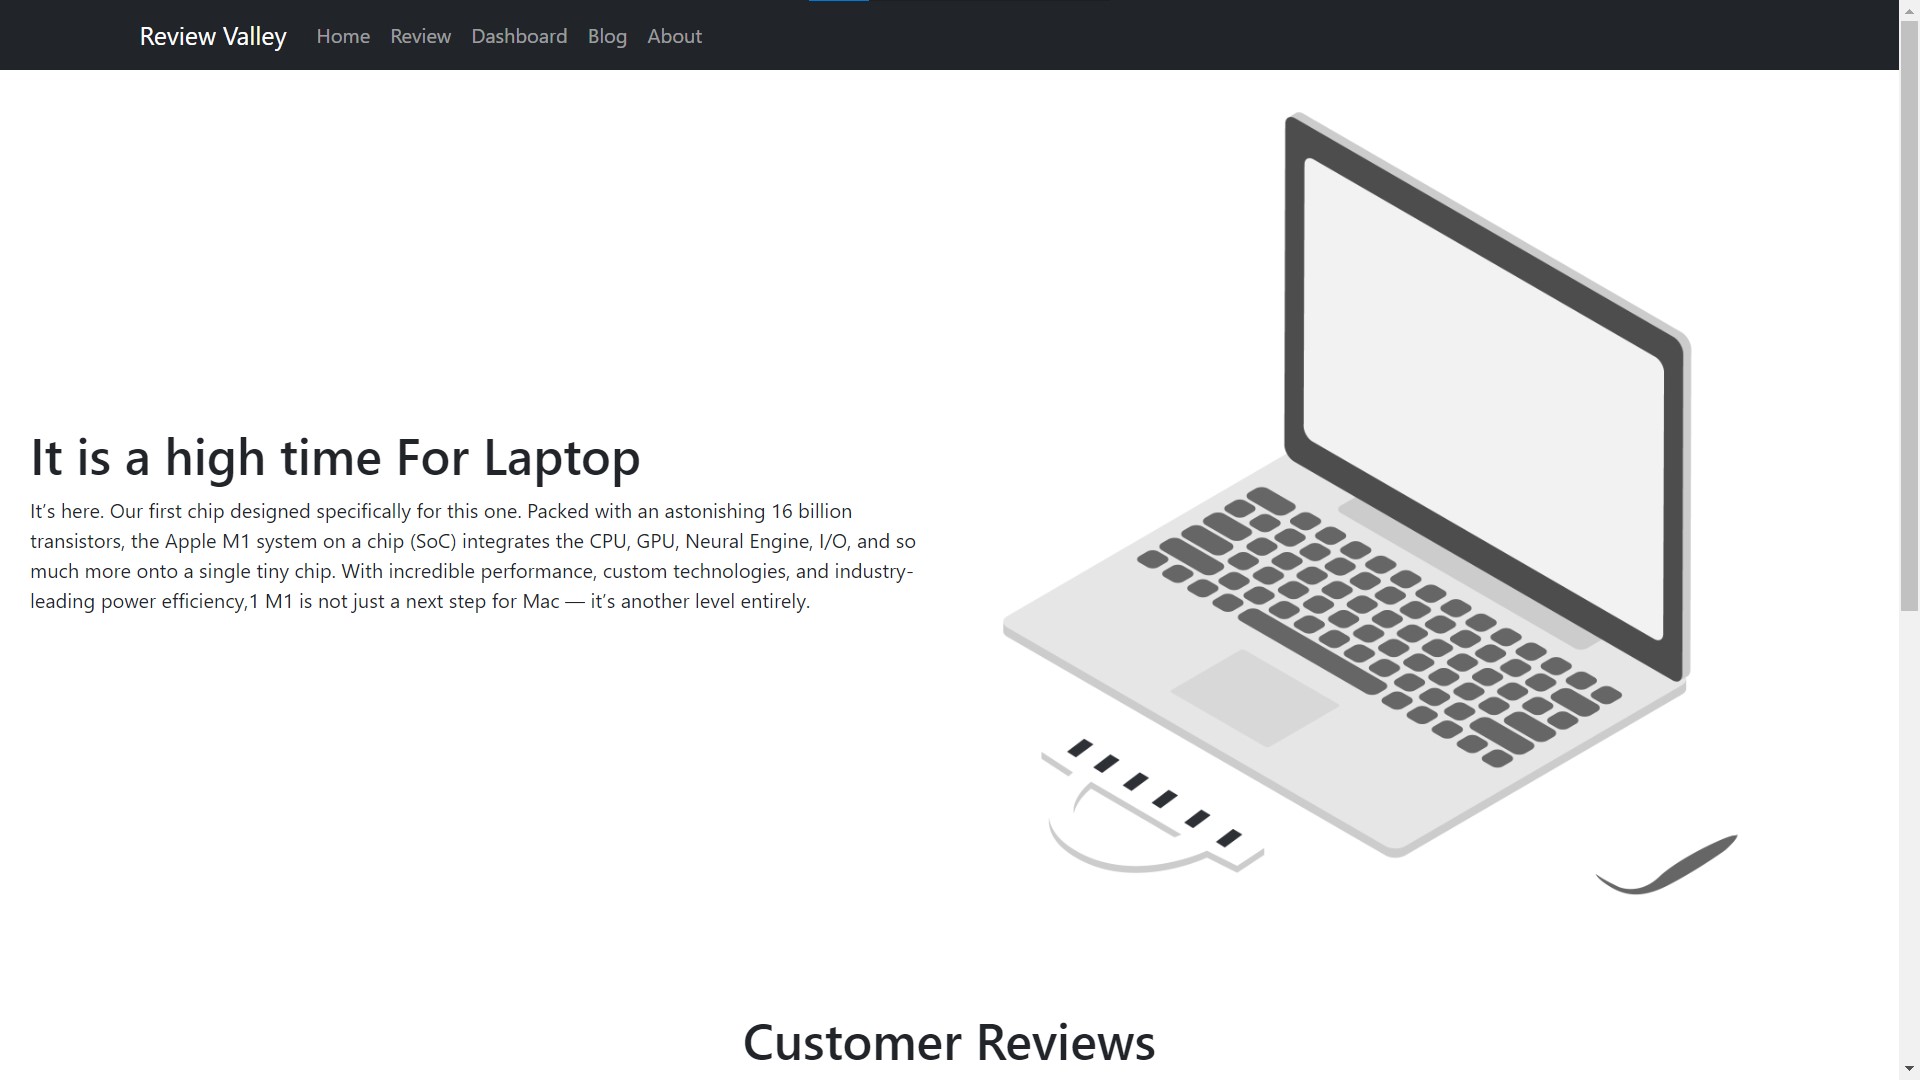 Review Valley Home Review Dashboard Blog About
It is a high time For Laptop
It’s here. Our first chip designed specifically for this one. Packed with an astonishing 16 billion
transistors, the Apple M1 system on a chip (SoC) integrates the CPU, GPU, Neural Engine, I/O, and so
much more onto a single tiny chip. With incredible performance, custom technologies, and industry-
leading power efficiency,1 M1 is not just a next step for Mac — it’s another level entirely.
Customer Reviews